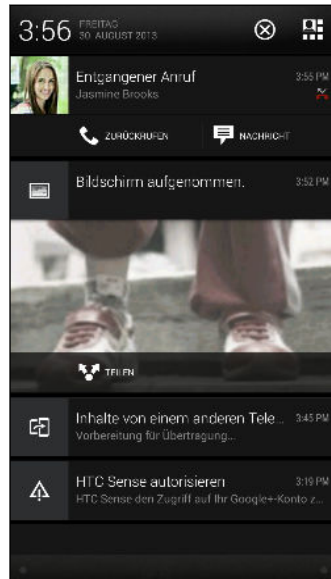 3:56 FREITAG
30. AUGUST 2013
Entgangener Anruf 3:55 PM
Jasmine Brooks
ZURÜCKRUFEN NACHRICHT
Bildschirm aufgenommen. 3:52 PM
TEILEN
Inhalte von einem anderen Tele... 3:45 PM
Vorbereitung für Übertragung...
HTC Sense autorisieren 3:19 PM
HTC Sense den Zugriff auf Ihr Google+-Konto z...